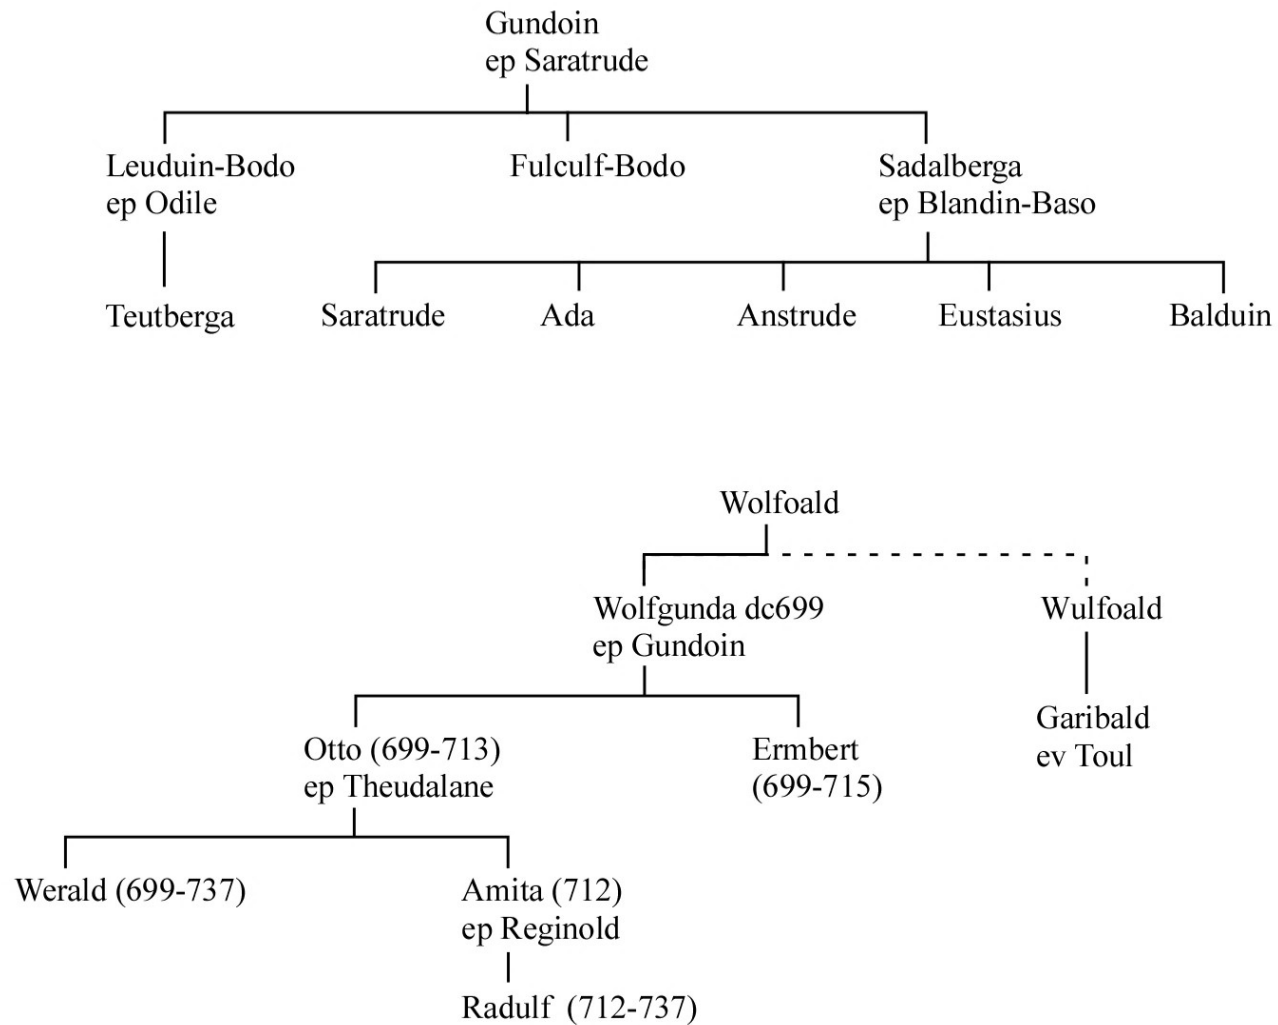 Gundoin
ep Saratrude
Leuduin-Bodo
ep Odile
Fulculf-Bodo
Sadalberga
ep Blandin-Baso
Teutberga
Saratrude
Ada
Anstrude
Eustasius
Balduin
Wolfoald
Wolfgunda dc699
ep Gundoin
Wulfoald
Otto (699-713)
ep Theudalane
Ermbert
(699-715)
Garibald
ev Toul
Werald (699-737)
Amita (712)
ep Reginold
Radulf (712-737)